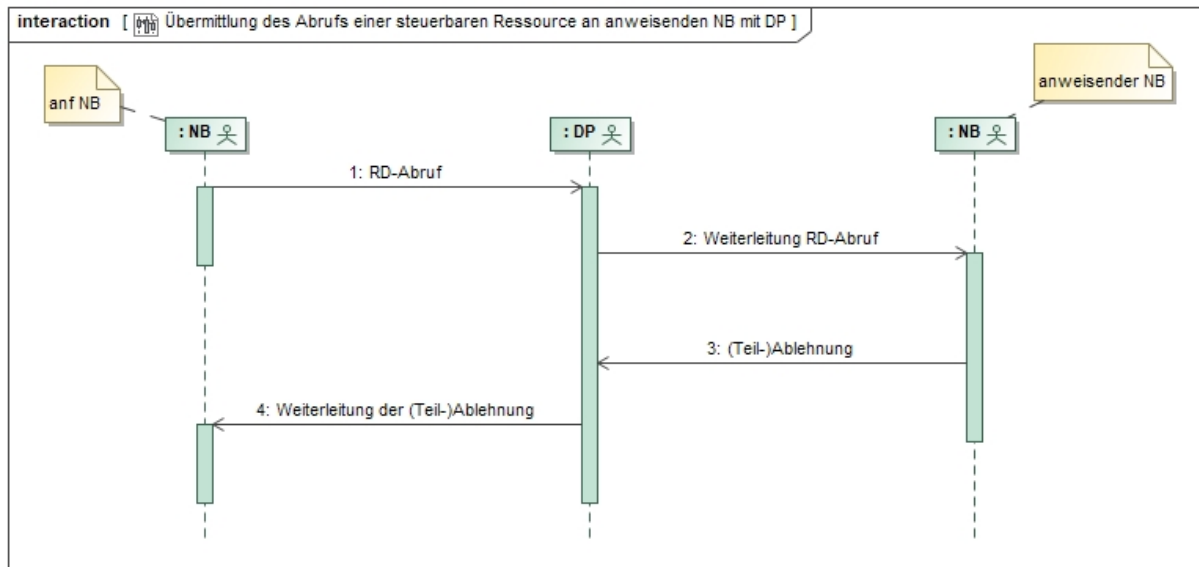 interaction [ Übermittlung des Abrufs einer steuerbaren Ressource an anweisenden NB mit DP ]
anf NB
anweisender NB
: NB
: DP
: NB
1: RD-Abruf
2: Weiterleitung RD-Abruf
3: (Teil-)Ablehnung
4: Weiterleitung der (Teil-)Ablehnung